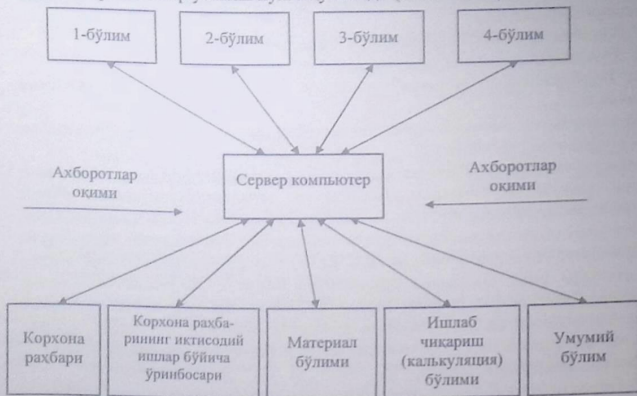 1-бўлим
2-бўлим
3-бўлим
4-бўлим
Ахборотлар
оқими
Сервер компьютер
Ахборотлар
оқими
Корхона
раҳбари
Корхона раҳба-
рининг иқтисодий
ишлар бўйича
ўринбосари
Материал
бўлими
Ишлаб
чиқариш
(калькуляция)
бўлими
Умумий
бўлим